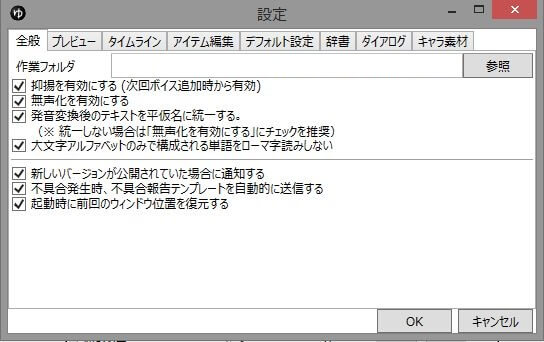 ゆ 設定
全般 プレビュー タイムライン アイテム編集 デフォルト設定 辞書 ダイアログ キャラ素材
作業フォルダ 参照
抑揚を有効にする (次回ボイス追加時から有効)
無声化を有効にする
発音変換後のテキストを平仮名に統一する。
(※ 統一しない場合は「無声化を有効にする」にチェックを推奨)
大文字アルファベットのみで構成される単語をローマ字読みしない
新しいバージョンが公開されていた場合に通知する
不具合発生時、不具合報告テンプレートを自動的に送信する
起動時に前回のウィンドウ位置を復元する
OK キャンセル